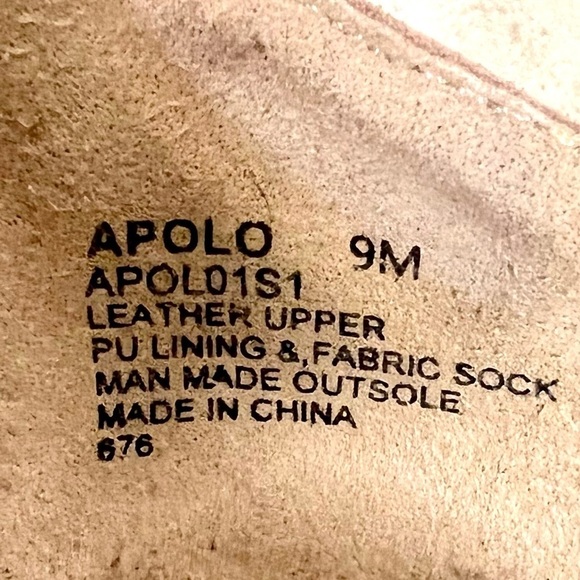 APOLO 9M
APOL01S1
LEATHER UPPER
PU LINING &, FABRIC SOCK
MAN MADE OUTSOLE
MADE IN CHINA
676